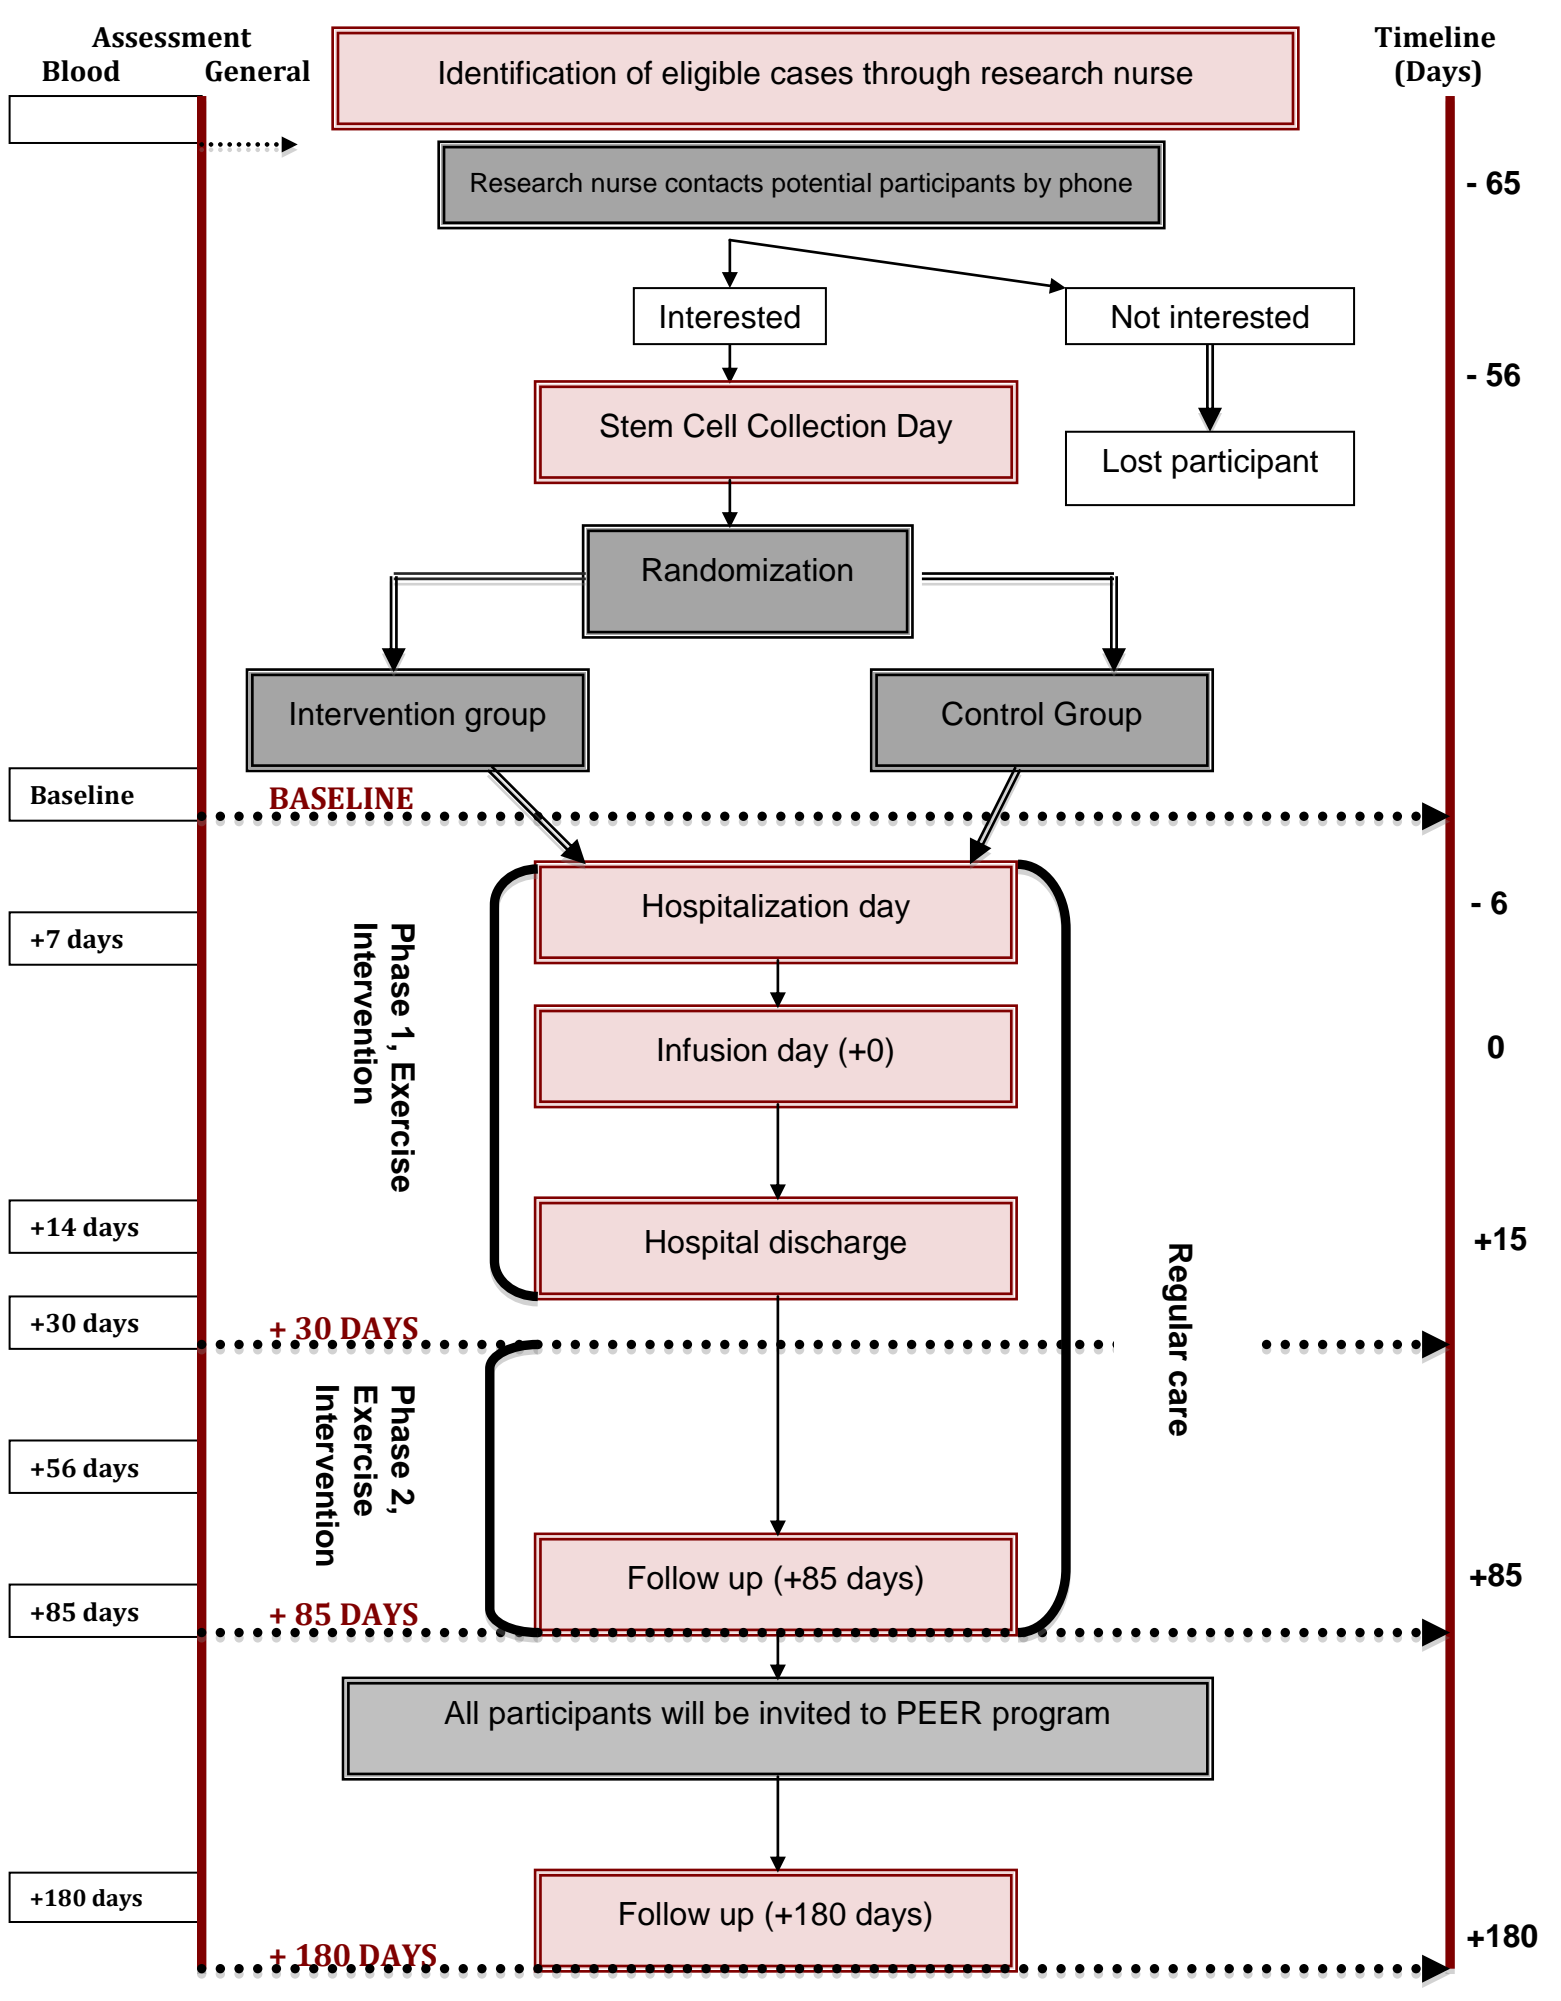 Assessment
Blood General
Timeline
(Days)
Identification of eligible cases through research nurse
Research nurse contacts potential participants by phone
- 65
Interested
Not interested
- 56
Stem Cell Collection Day
Lost participant
Randomization
Intervention group
Control Group
Baseline
BASELINE
Hospitalization day
- 6
+7 days
Phase 1, Exercise
Intervention
Infusion day (+0)
0
+14 days
Hospital discharge
+15
Regular care
+30 days
+ 30 DAYS
Phase 2,
Exercise
Intervention
+56 days
Follow up (+85 days)
+85
+85 days
+ 85 DAYS
All participants will be invited to PEER program
+180 days
Follow up (+180 days)
+180
+ 180 DAYS